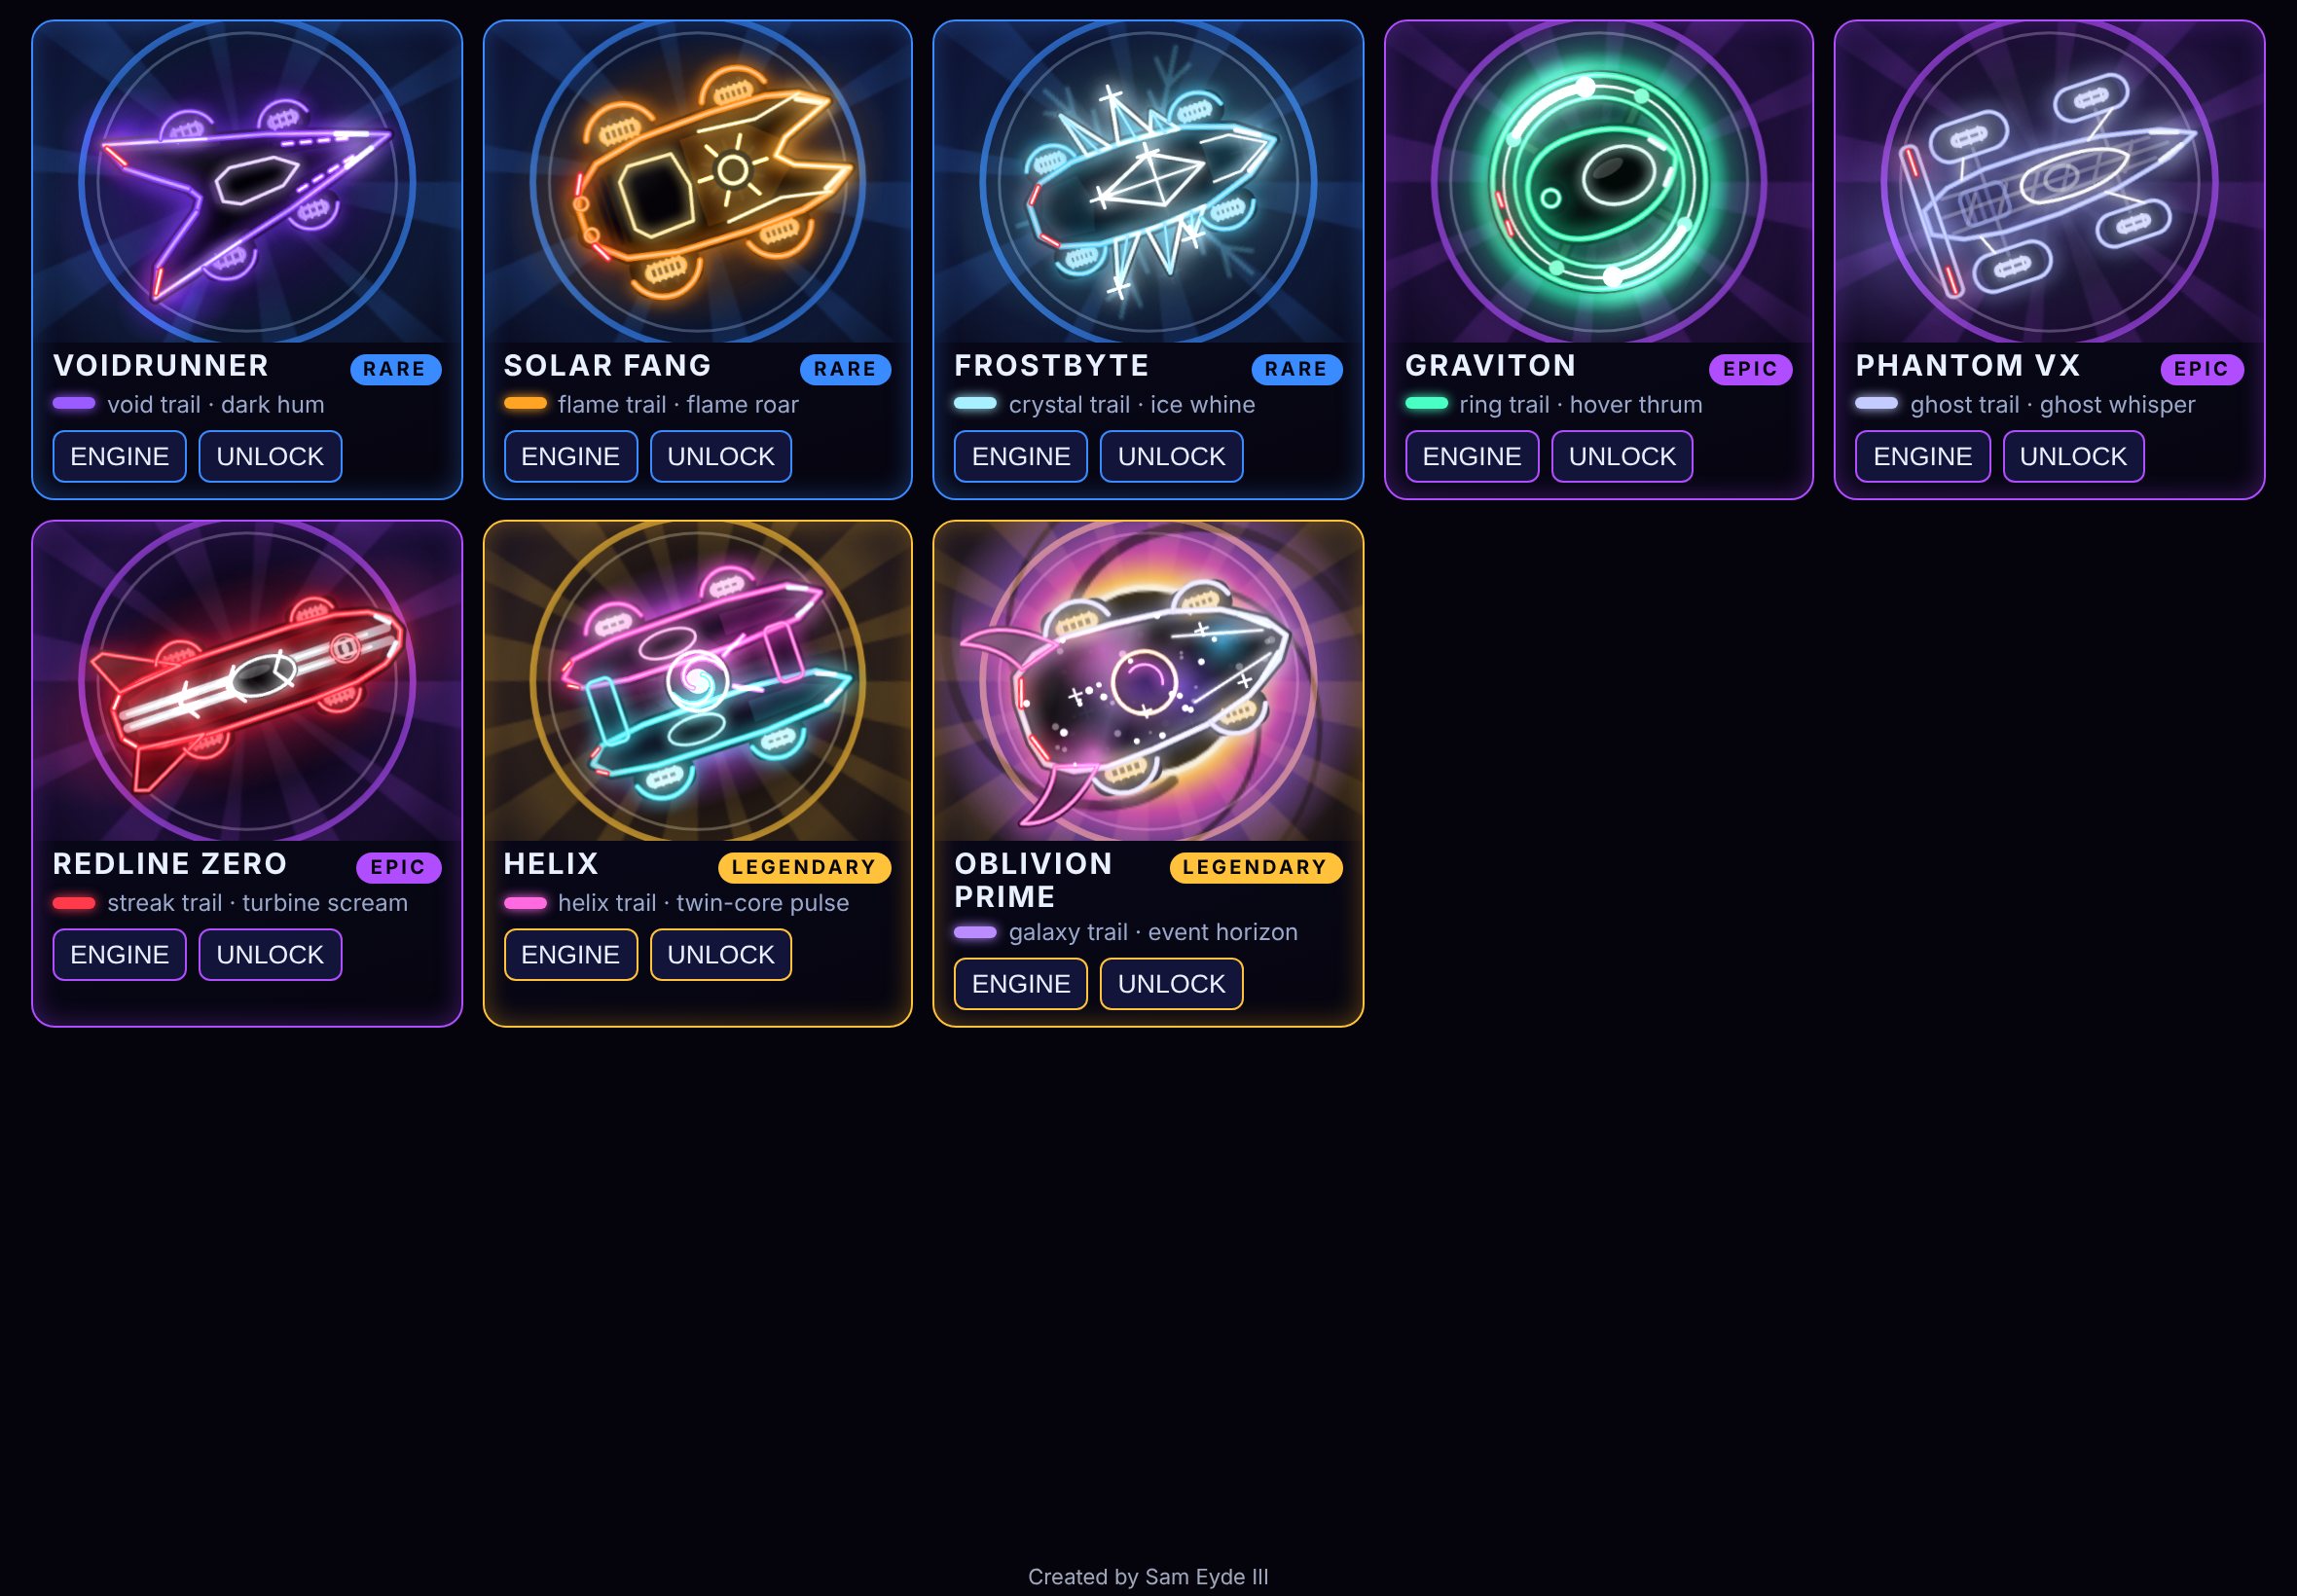 VOIDRUNNER
RARE
void trail · dark hum
ENGINE
UNLOCK
SOLAR FANG
RARE
flame trail · flame roar
ENGINE
UNLOCK
FROSTBYTE
RARE
crystal trail · ice whine
ENGINE
UNLOCK
GRAVITON
EPIC
ring trail · hover thrum
ENGINE
UNLOCK
PHANTOM VX
EPIC
ghost trail · ghost whisper
ENGINE
UNLOCK
REDLINE ZERO
EPIC
streak trail · turbine scream
ENGINE
UNLOCK
HELIX
LEGENDARY
helix trail · twin-core pulse
ENGINE
UNLOCK
OBLIVION
PRIME
LEGENDARY
galaxy trail · event horizon
ENGINE
UNLOCK
Created by Sam Eyde III